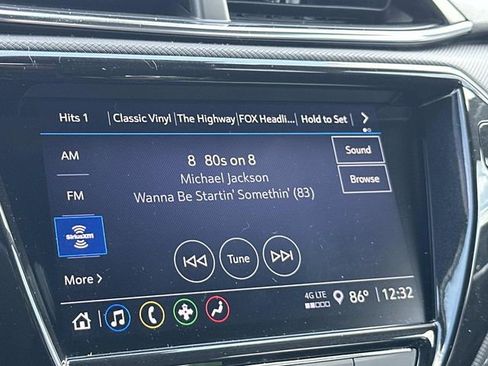 Hits 1 Classic Vinyl The Highway FOX Headli... Hold to Set
AM
8 80s on 8
Sound
Michael Jackson
FM
Wanna Be Startin' Somethin' (83)
Browse
SiriusXM
Tune
More >
4G LTE 86° 12:32